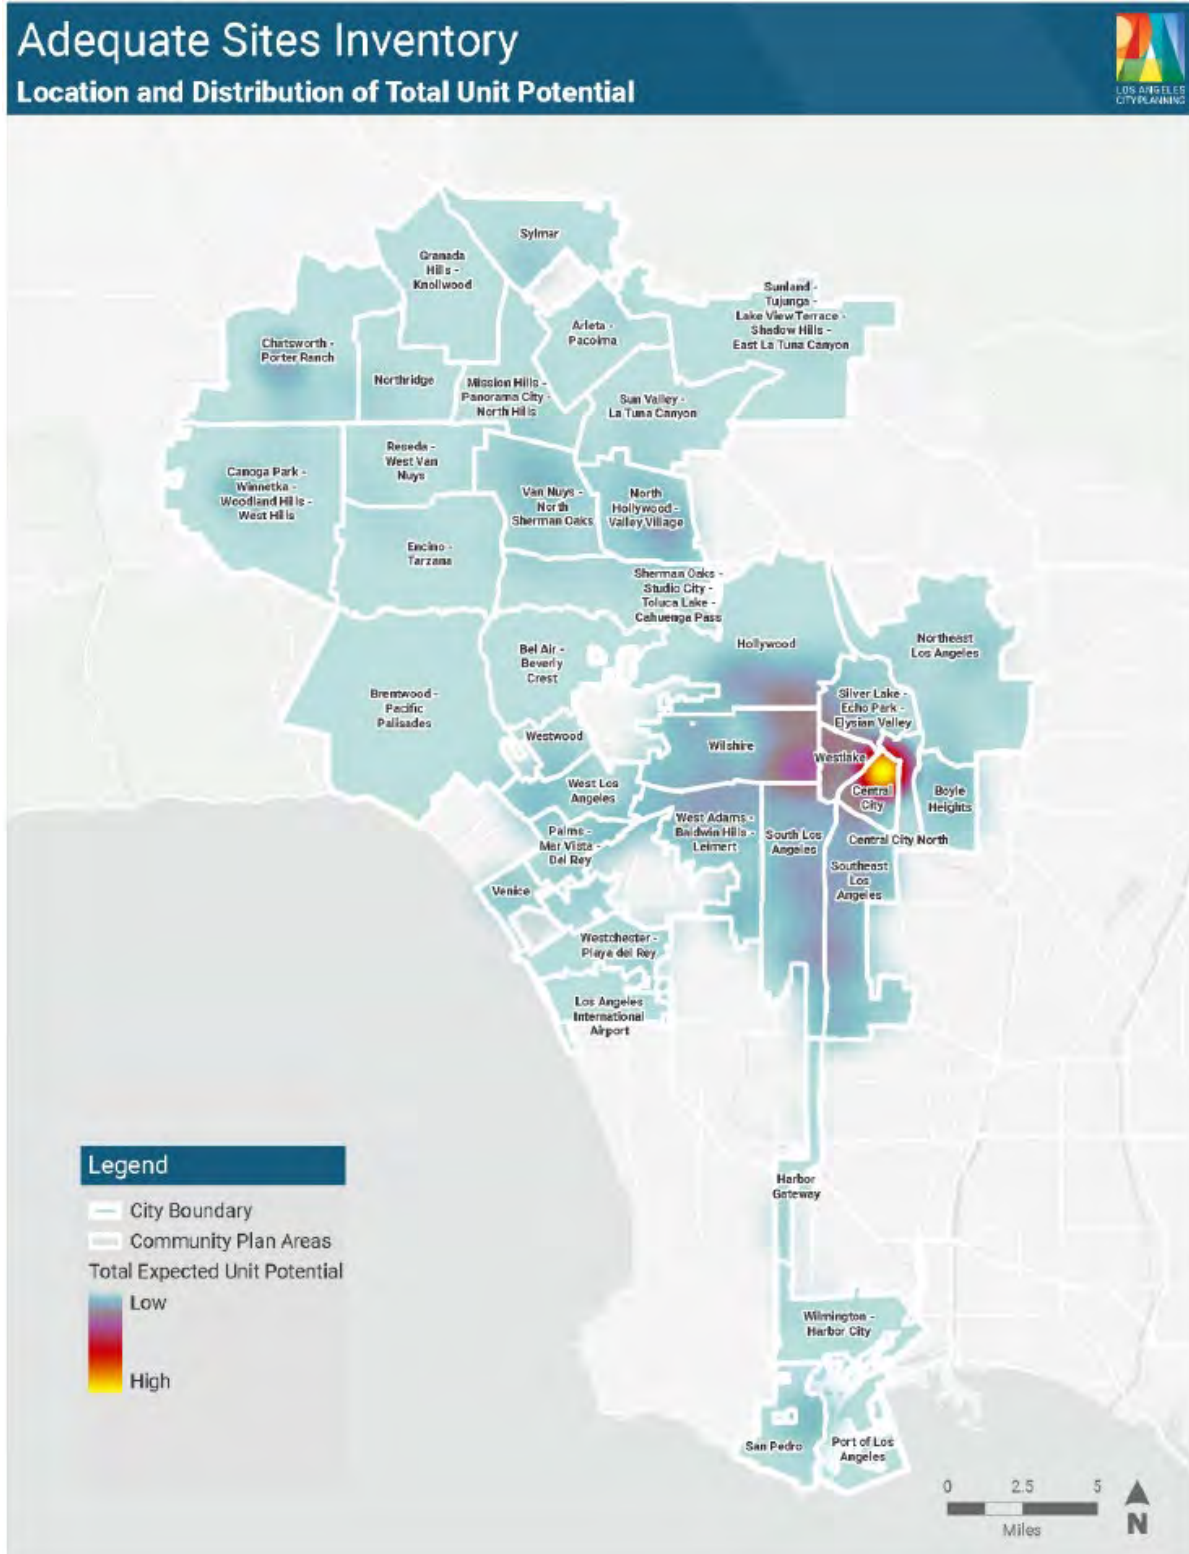 Adequate Sites Inventory
Location and Distribution of Total Unit Potential
LOS ANGELES
CITY PLANNING
Sylmar
Granada
Hills -
Knollwood
Sunland -
Tujunga -
Lake View Terrace -
Shadow Hills -
East La Tuna Canyon
Arleta -
Pacoima
Chatsworth -
Porter Ranch
Northridge
Mission Hills -
Panorama City -
North Hills
Sun Valley -
La Tuna Canyon
Reseda -
West Van
Nuys
Canoga Park -
Winnetka -
Woodland Hills -
West Hills
Van Nuys -
North
Sherman Oaks
North
Hollywood -
Valley Village
Encino -
Tarzana
Sherman Oaks -
Studio City -
Toluca Lake -
Cahuenga Pass
Hollywood
Northeast
Los Angeles
Bel Air -
Beverly
Crest
Brentwood -
Pacific
Palisades
Silver Lake -
Echo Park -
Elysian Valley
Westwood
Wilshire
Westlake
West Los
Angeles
Central
City
Boyle
Heights
West Adams -
Baldwin Hills -
Leimert
South Los
Angeles
Central City North
Palms -
Mar Vista -
Del Rey
Southeast
Los
Angeles
Venice
Westchester -
Playa del Rey
Los Angeles
International
Airport
Harbor
Gateway
Wilmington -
Harbor City
San Pedro
Port of Los
Angeles
Legend
City Boundary
Community Plan Areas
Total Expected Unit Potential
Low
High
0 2.5 5
Miles
N